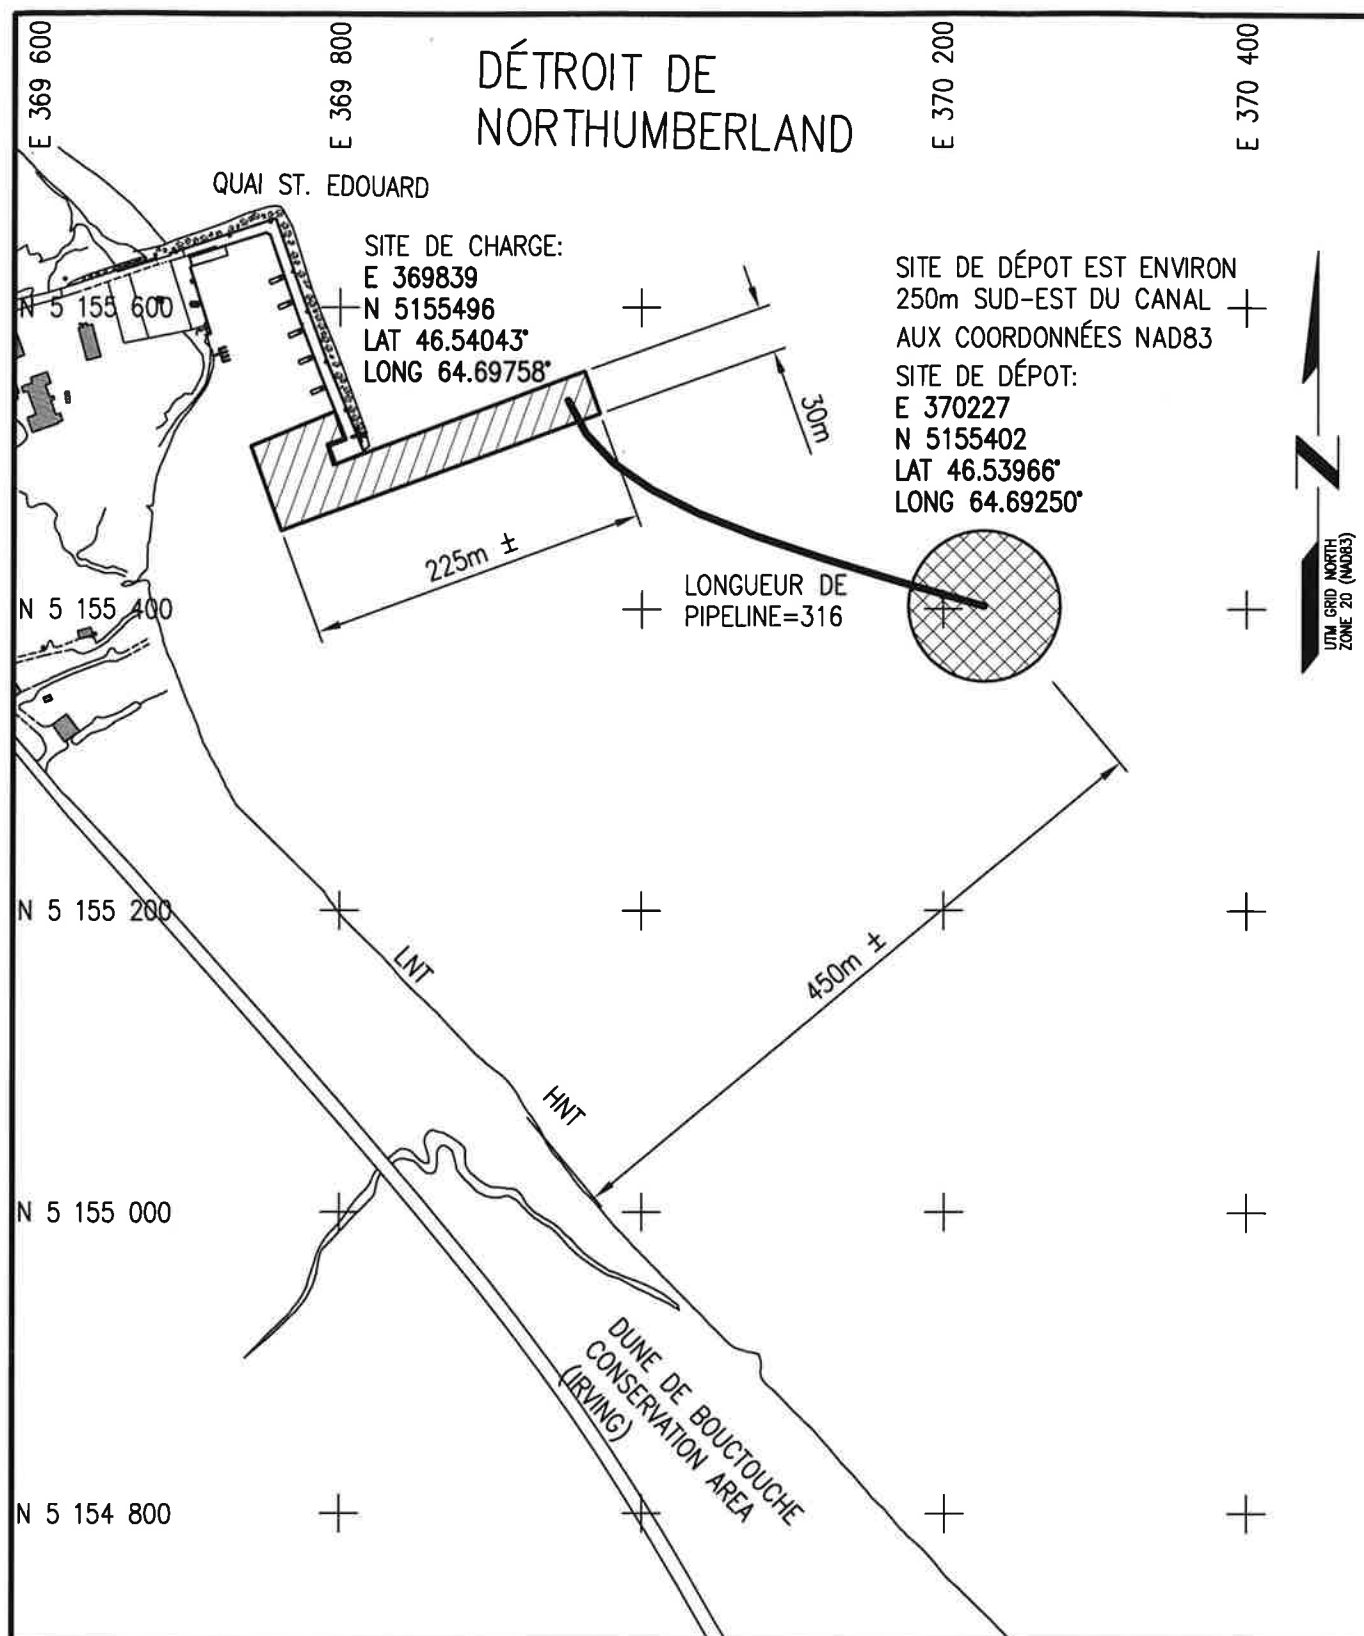 E 369 600
E 369 800
E 370 200
E 370 400
DÉTROIT DE
NORTHUMBERLAND
QUAI ST. EDOUARD
SITE DE CHARGE:
E 369839
N 5155496
LAT 46.54043°
LONG 64.69758°
SITE DE DÉPOT EST ENVIRON
250m SUD-EST DU CANAL
AUX COORDONNÉES NAD83
SITE DE DÉPOT:
E 370227
N 5155402
LAT 46.53966°
LONG 64.69250°
N 5 155 600
30m
225m ±
LONGUEUR DE
PIPELINE=316
N
UTM GRID NORTH
ZONE 20 (NAD83)
N 5 155 400
N 5 155 200
LNT
450m ±
HNT
N 5 155 000
DUNE DE BOUCTOUCHE
CONSERVATION AREA
(IRVING)
N 5 154 800